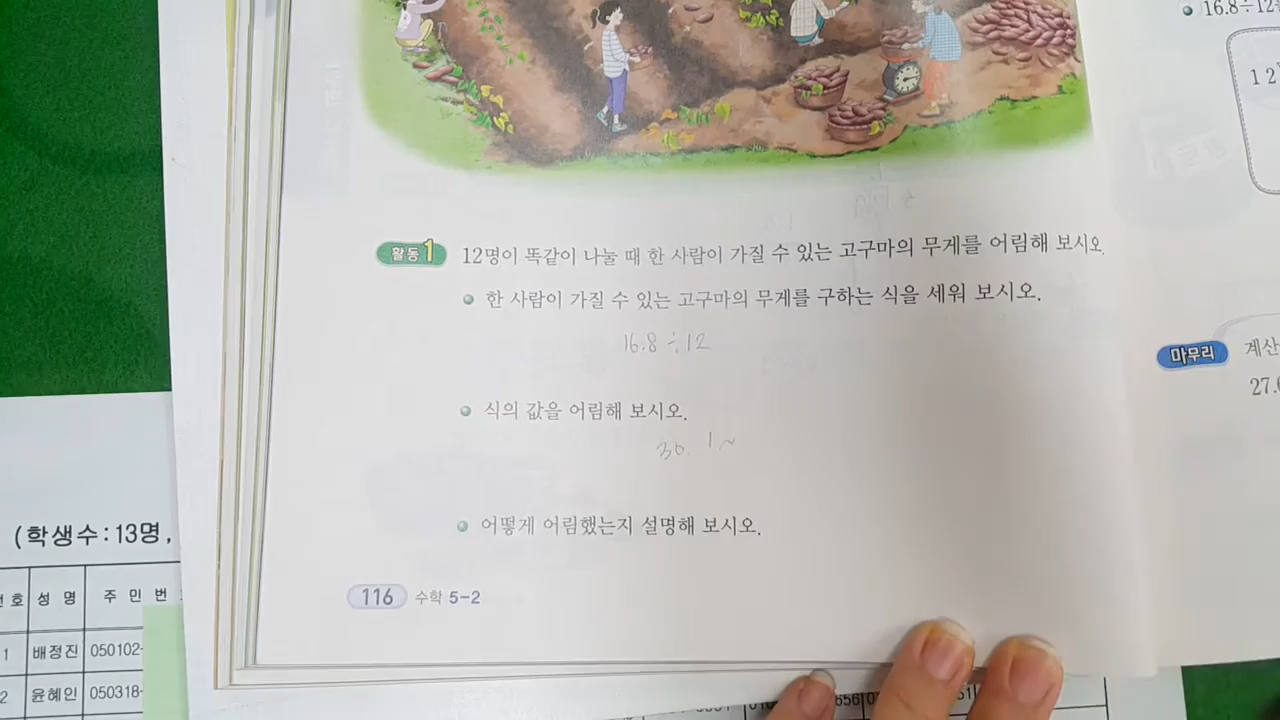 16.8÷12
12
활동1 12명이 똑같이 나눌 때 한 사람이 가질 수 있는 고구마의 무게를 어림해 보시오.
한 사람이 가질 수 있는 고구마의 무게를 구하는 식을 세워 보시오.
16.8÷12
마무리 계산
식의 값을 어림해 보시오.
30. 1~
어떻게 어림했는지 설명해 보시오.
116 수학 5-2
(학생수:13명,
성 명 주 민 번
1 배정진 050102-
2 윤혜인 050318-